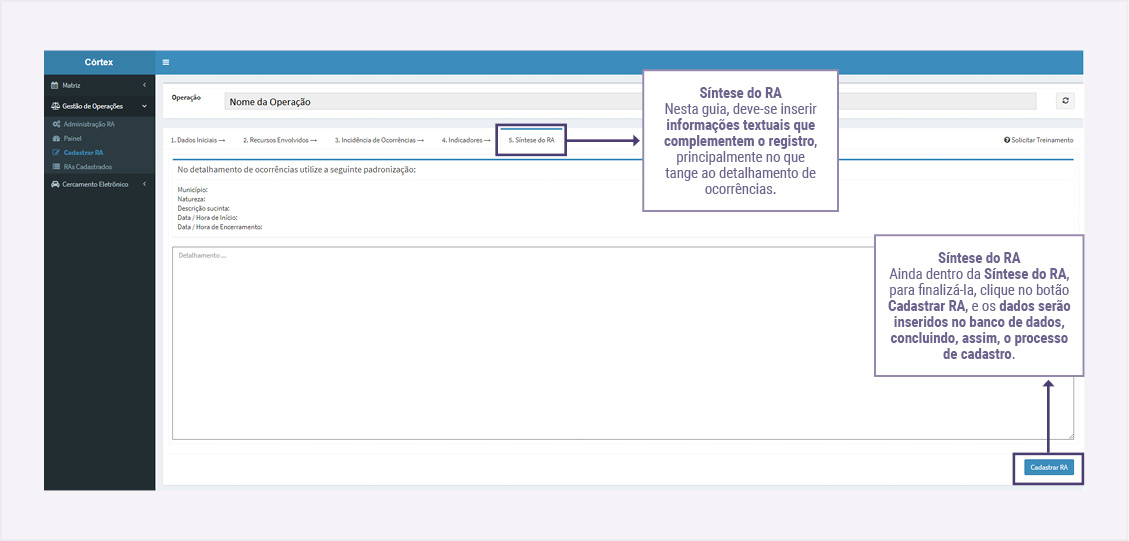 Córtex
Matriz
Gestão de Operações
Administração RA
Painel
Cadastrar RA
RAs Cadastrados
Cercamento Eletrônico
Operação
Nome da Operação
1. Dados Iniciais →
2. Recursos Envolvidos →
3. Incidência de Ocorrências →
4. Indicadores →
5. Síntese do RA
Solicitar Treinamento
Síntese do RA
Nesta guia, deve-se inserir
informações textuais que
complementem o registro,
principalmente no que
tange ao detalhamento de
ocorrências.
No detalhamento de ocorrências utilize a seguinte padronização:
Município:
Natureza:
Descrição sucinta:
Data / Hora de Início:
Data / Hora de Encerramento:
Detalhamento ...
Síntese do RA
Ainda dentro da Síntese do RA,
para finalizá-la, clique no botão
Cadastrar RA, e os dados serão
inseridos no banco de dados,
concluindo, assim, o processo
de cadastro.
Cadastrar RA